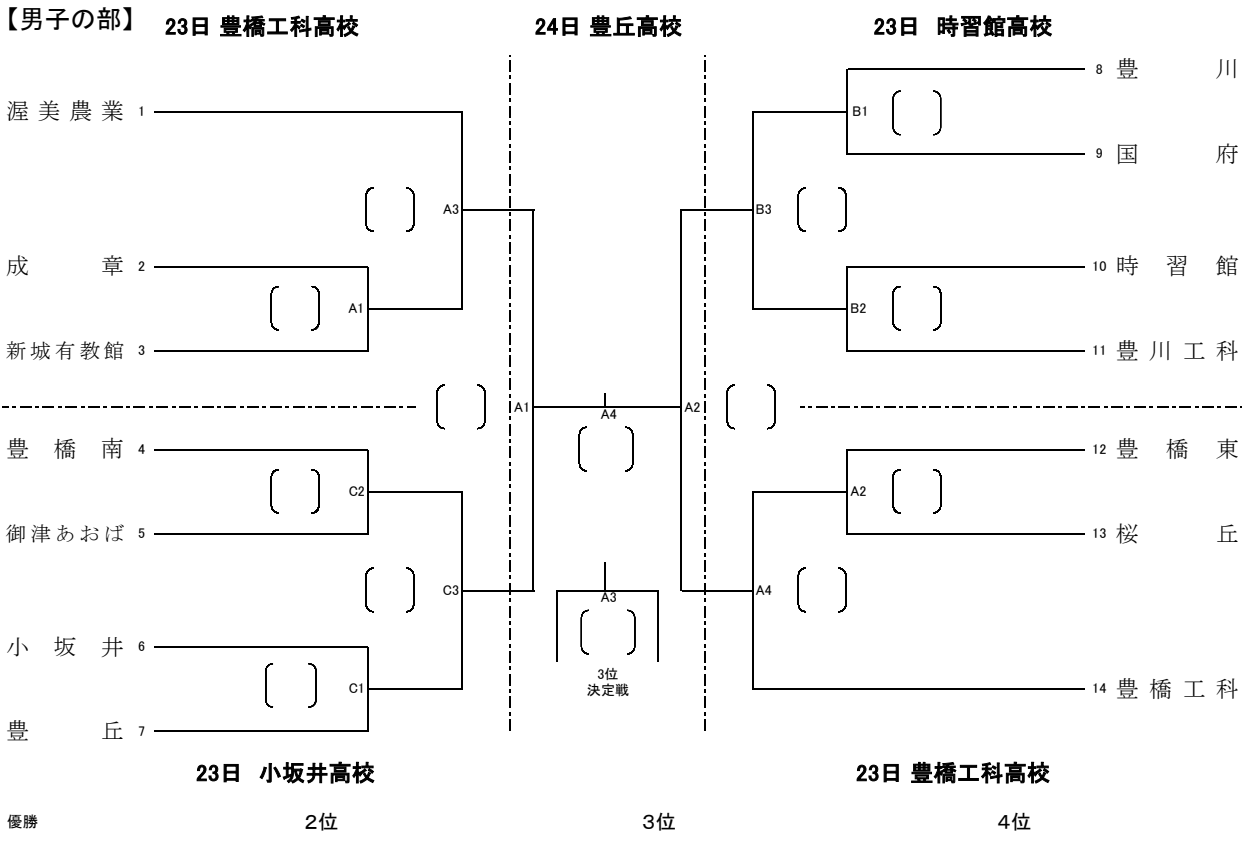 【男子の部】 23日 豊橋工科高校 24日 豊丘高校 23日 時習館高校
8 豊川
渥美農業 1
B1
9 国府
A3
B3
成章 2
10 時習館
A1
B2
新城有教館 3
11 豊川工科
A1
A4
A2
豊橋南 4
12 豊橋東
C2
A2
御津あおば 5
13 桜丘
C3
A3
A4
小坂井 6
3位
決定戦
C1
14 豊橋工科
豊丘 7
23日 小坂井高校 23日 豊橋工科高校
優勝 2位 3位 4位